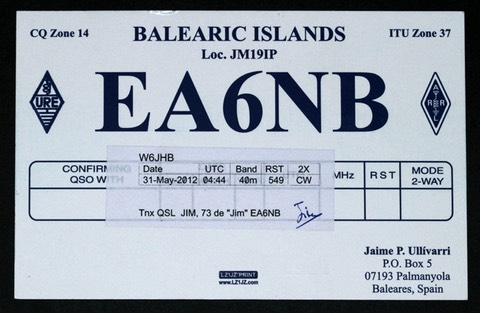 CQ Zone 14
BALEARIC ISLANDS
ITU Zone 37
Loc. JM19IP
URE
EA6NB
ARRL
W6JHB
CONFIRMING QSO WITH
Date UTC Band RST 2X
31-May-2012 04:44 40m 549 CW
MHz RST MODE 2-WAY
Tnx QSL JIM, 73 de "Jim" EA6NB
Jim
Jaime P. Ullívarri
P.O. Box 5
07193 Palmanyola
Baleares, Spain
LZ1JZ'PRINT
www.LZ1JZ.com